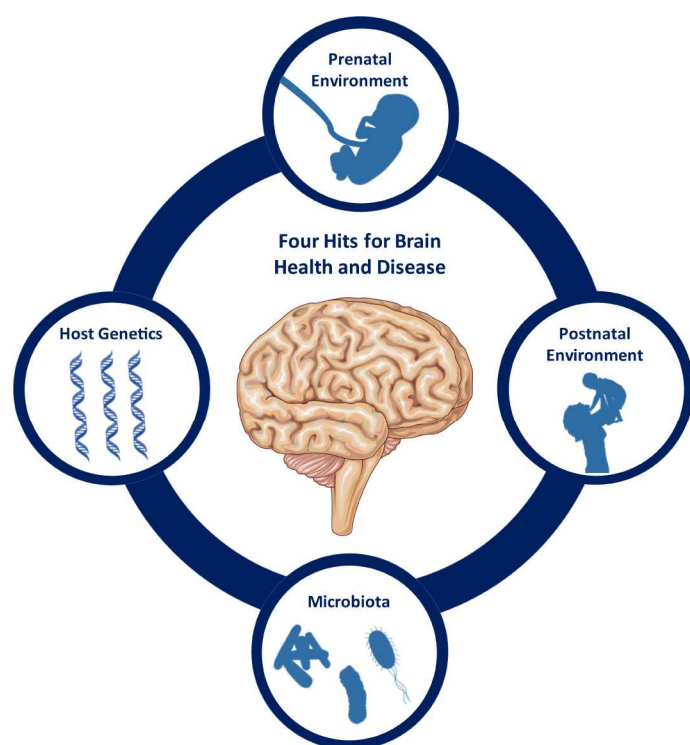 Prenatal
Environment
Four Hits for Brain
Health and Disease
Host Genetics
Postnatal
Environment
Microbiota